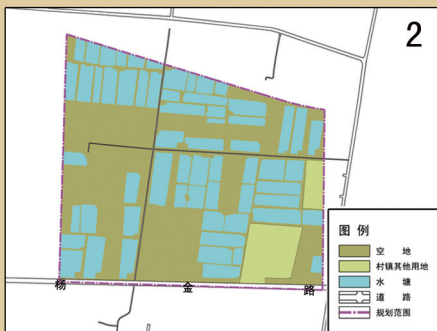 2
图 例
空 地
村镇其他用地
水 塘
道 路
规划范围
杨 金 路